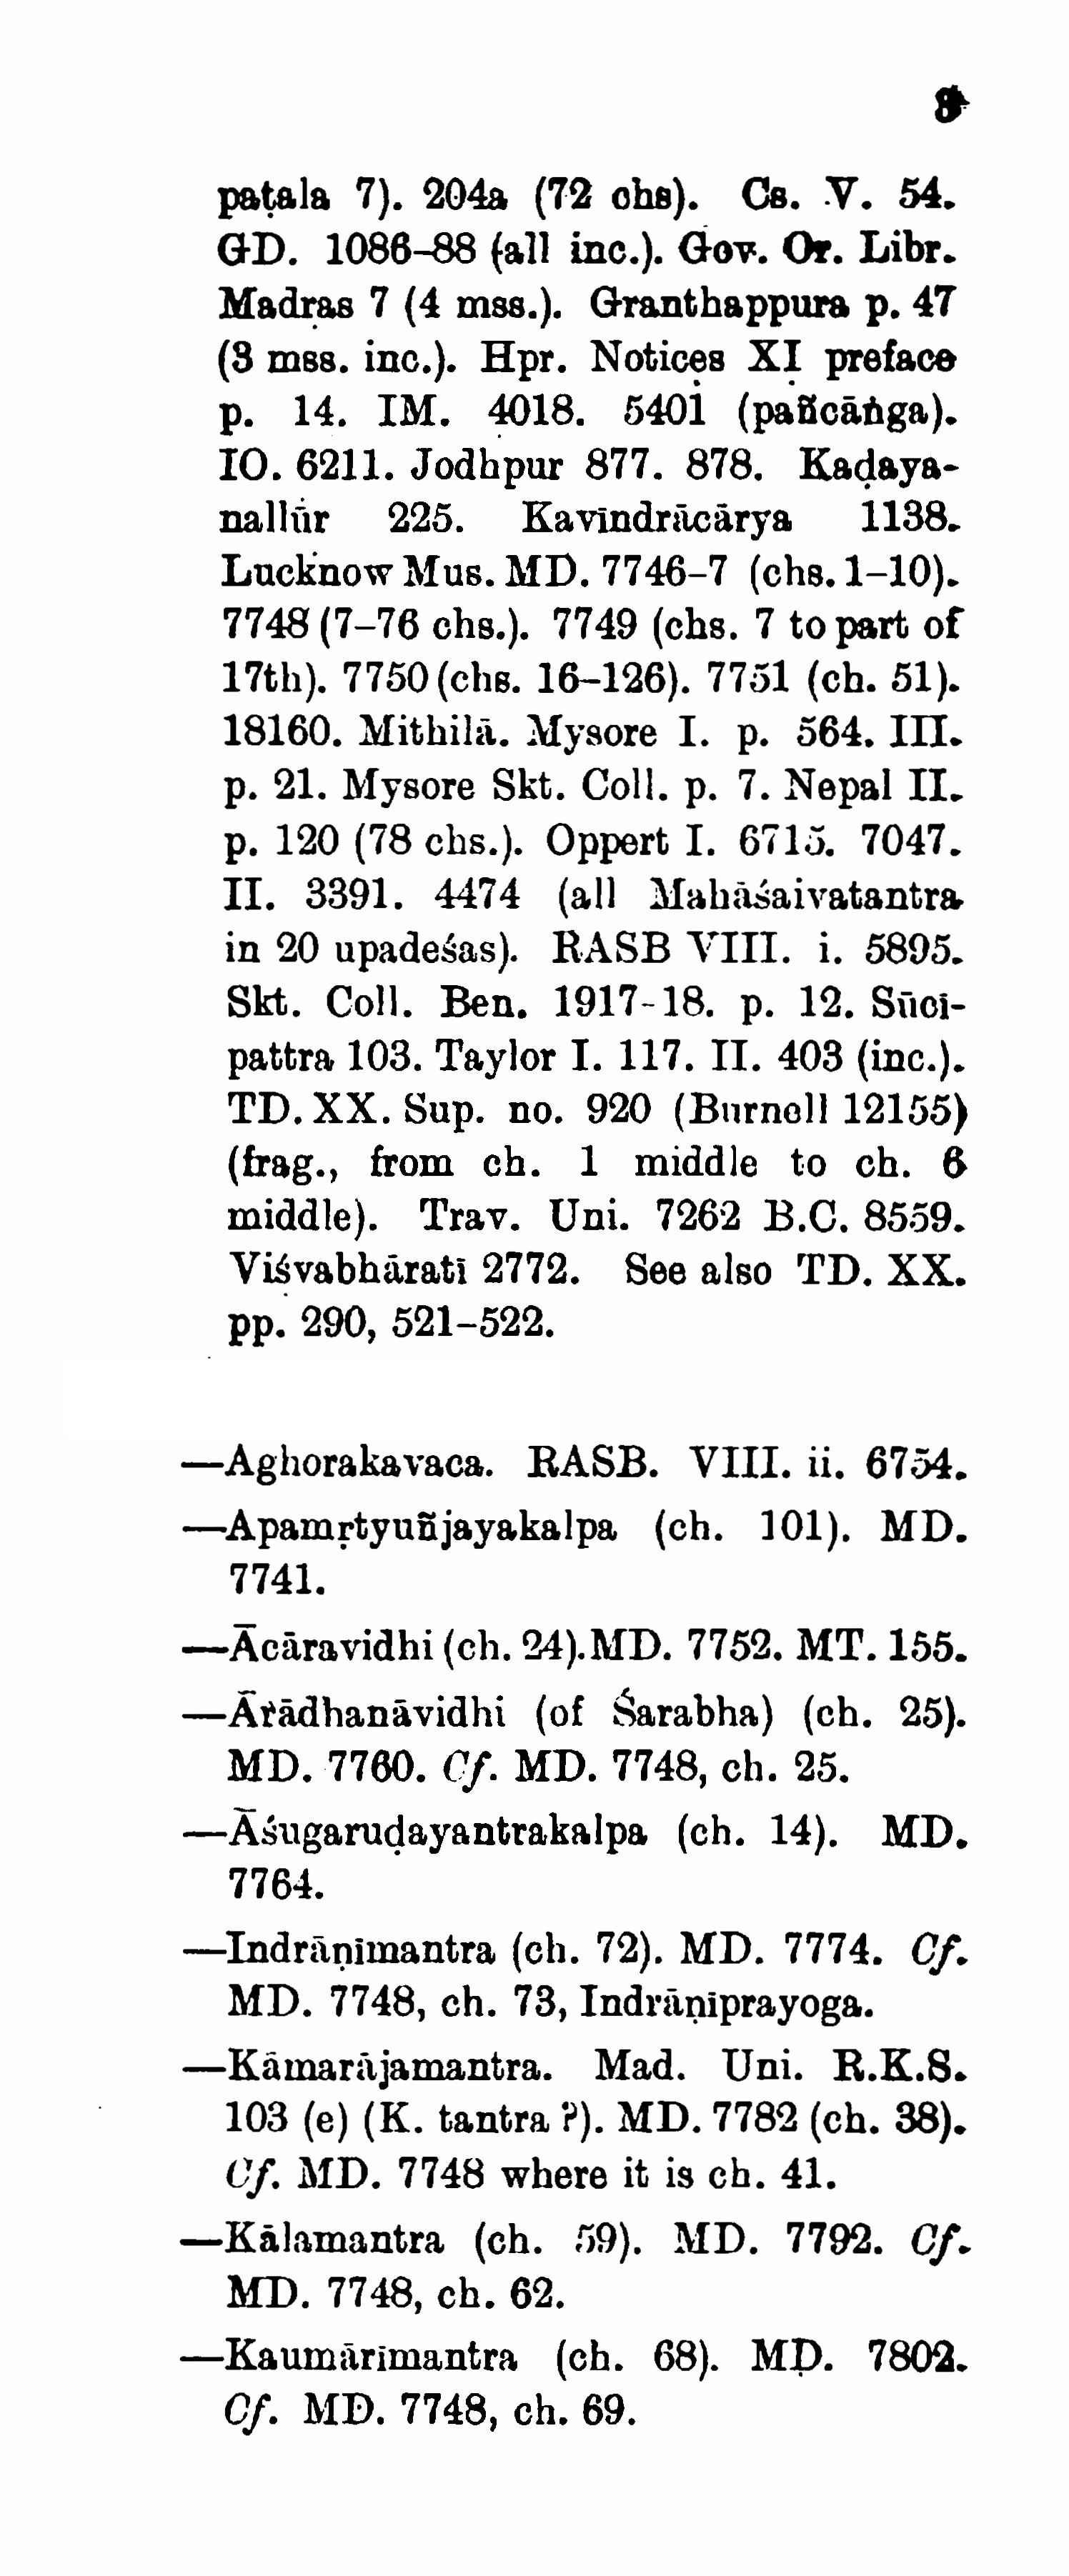 paṭala 7). 204a (72 chs). Cs. V. 54.
GD. 1086–88 (all inc.). Gov. Or. Libr.
Madras 7 (4 mss.). Granthappura p. 47
(3 mss. inc.). Hpr. Notices XI preface
p. 14. IM. 4018. 5401 (pañcāṅga).
IO. 6211. Jodhpur 877. 878. Kaḍaya-
nallūr 225. Kavīndrācārya 1138.
Lucknow Mus. MD. 7746–7 (chs. 1–10).
7748 (7–76 chs.). 7749 (chs. 7 to part of
17th). 7750 (chs. 16–126). 7751 (ch. 51).
18160. Mithilā. Mysore I. p. 564. III.
p. 21. Mysore Skt. Coll. p. 7. Nepal II.
p. 120 (78 chs.). Oppert I. 6715. 7047.
II. 3391. 4474 (all Mahāśaivatantra
in 20 upadeśas). RASB VIII. i. 5895.
Skt. Coll. Ben. 1917-18. p. 12. Sūci-
pattra 103. Taylor I. 117. II. 403 (inc.).
TD. XX. Sup. no. 920 (Burnell 12155)
(frag., from ch. 1 middle to ch. 6
middle). Trav. Uni. 7262 B.C. 8559.
Viśvabhāratī 2772. See also TD. XX.
pp. 290, 521–522.
—Aghorakavaca. RASB. VIII. ii. 6754.
—Apamṛtyuñjayakalpa (ch. 101). MD.
7741.
—Ācāravidhi (ch. 24). MD. 7752. MT. 155.
—Ārādhanāvidhi (of Śarabha) (ch. 25).
MD. 7760. Cf. MD. 7748, ch. 25.
—Āśugaruḍayantrakalpa (ch. 14). MD.
7764.
—Indrāṇīmantra (ch. 72). MD. 7774. Cf.
MD. 7748, ch. 73, Indrāṇīprayoga.
—Kāmarājamantra. Mad. Uni. R.K.S.
103 (e) (K. tantra ?). MD. 7782 (ch. 38).
Cf. MD. 7748 where it is ch. 41.
—Kālamantra (ch. 59). MD. 7792. Cf.
MD. 7748, ch. 62.
—Kaumārīmantra (ch. 68). MD. 7802.
Cf. MD. 7748, ch. 69.